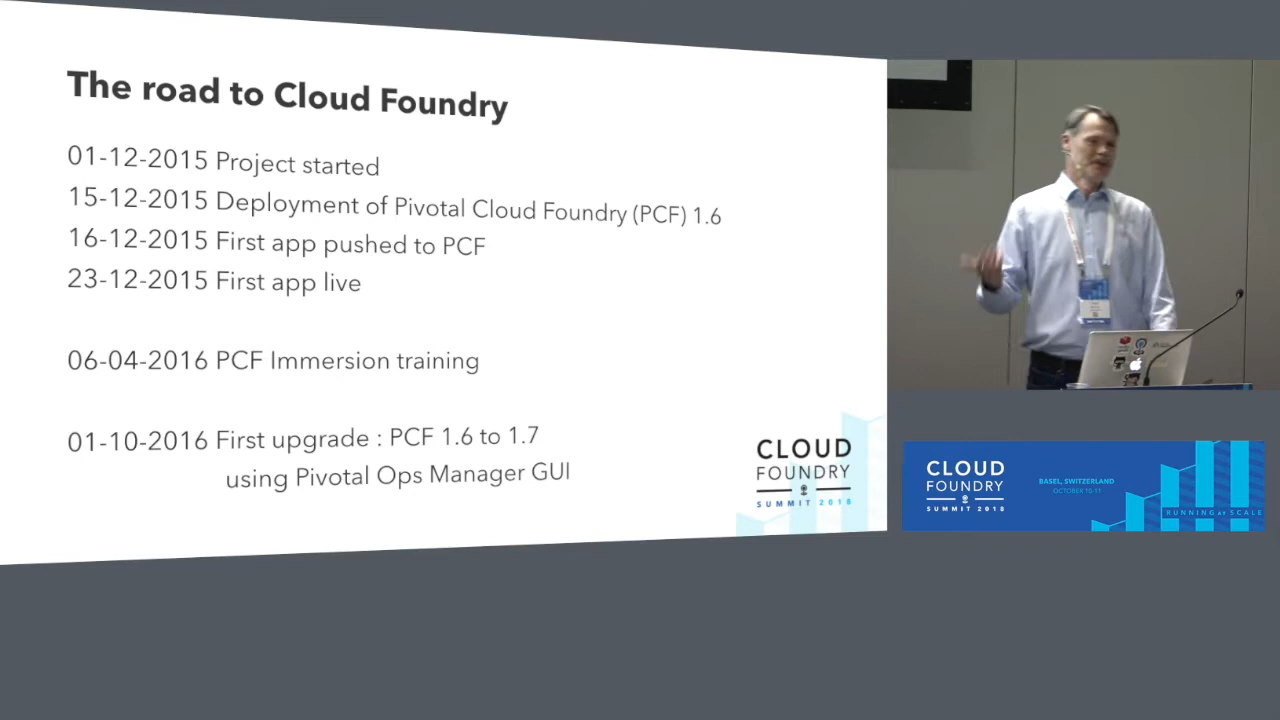 The road to Cloud Foundry
01-12-2015 Project started
15-12-2015 Deployment of Pivotal Cloud Foundry (PCF) 1.6
16-12-2015 First app pushed to PCF
23-12-2015 First app live
06-04-2016 PCF Immersion training
01-10-2016 First upgrade : PCF 1.6 to 1.7
using Pivotal Ops Manager GUI
CLOUD
FOUNDRY
SUMMIT 2018
CLOUD
FOUNDRY
SUMMIT 2018
BASEL, SWITZERLAND
OCTOBER 10-11
RUNNING AT SCALE